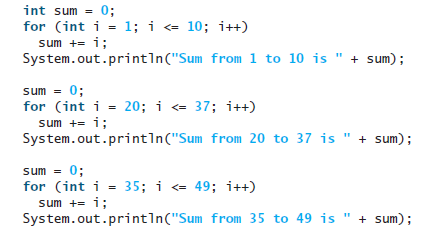 int sum = 0;
for (int i = 1; i <= 10; i++)
  sum += i;
System.out.println("Sum from 1 to 10 is " + sum);

sum = 0;
for (int i = 20; i <= 37; i++)
  sum += i;
System.out.println("Sum from 20 to 37 is " + sum);

sum = 0;
for (int i = 35; i <= 49; i++)
  sum += i;
System.out.println("Sum from 35 to 49 is " + sum);